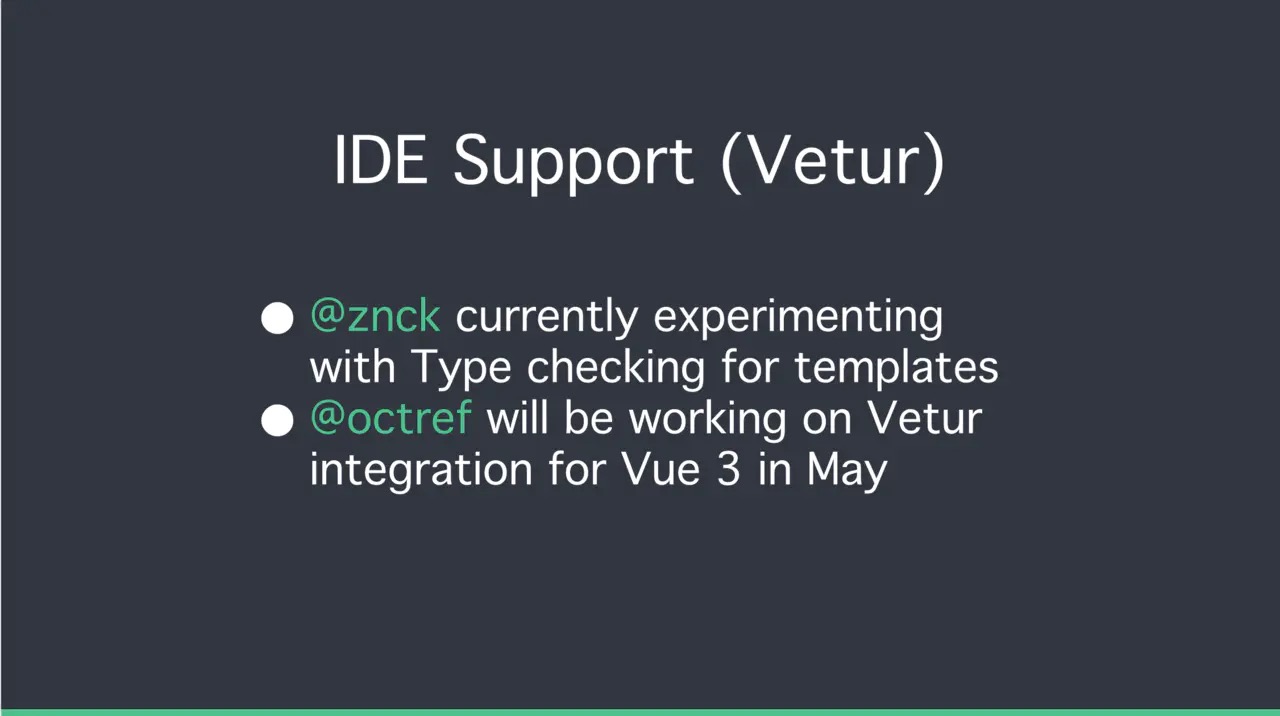 IDE Support (Vetur)
● @znck currently experimenting
with Type checking for templates
● @octref will be working on Vetur
integration for Vue 3 in May